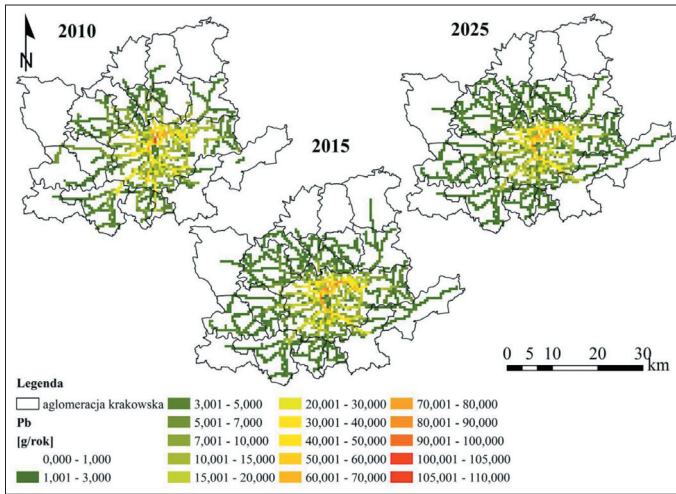 2010
2025
N
2015
0 5 10 20 30
km
Legenda
aglomeracja krakowska
Pb
[g/rok]
0,000 - 1,000
1,001 - 3,000
3,001 - 5,000
5,001 - 7,000
7,001 - 10,000
10,001 - 15,000
15,001 - 20,000
20,001 - 30,000
30,001 - 40,000
40,001 - 50,000
50,001 - 60,000
60,001 - 70,000
70,001 - 80,000
80,001 - 90,000
90,001 - 100,000
100,001 - 105,000
105,001 - 110,000